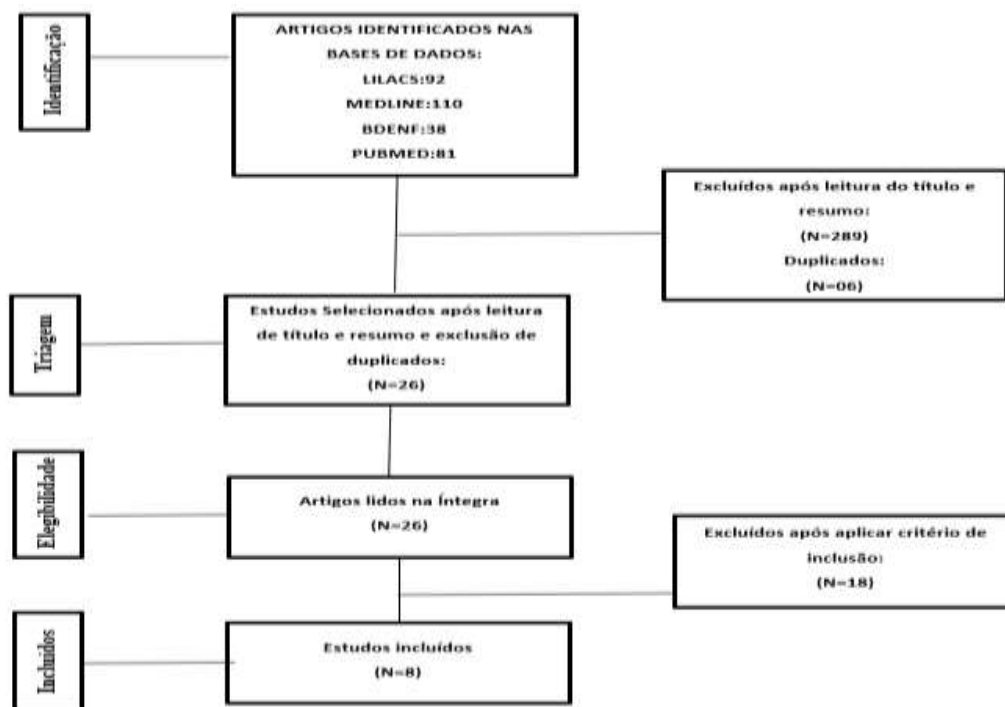 Identificação
ARTIGOS IDENTIFICADOS NAS
BASES DE DADOS:
LILACS:92
MEDLINE:110
BDENF:38
PUBMED:81
Excluídos após leitura do título e
resumo:
(N=289)
Duplicados:
(N=06)
Triagem
Estudos Selecionados após leitura
de título e resumo e exclusão de
duplicados:
(N=26)
Elegibilidade
Artigos lidos na Íntegra
(N=26)
Excluídos após aplicar critério de
inclusão:
(N=18)
Incluídos
Estudos incluídos
(N=8)